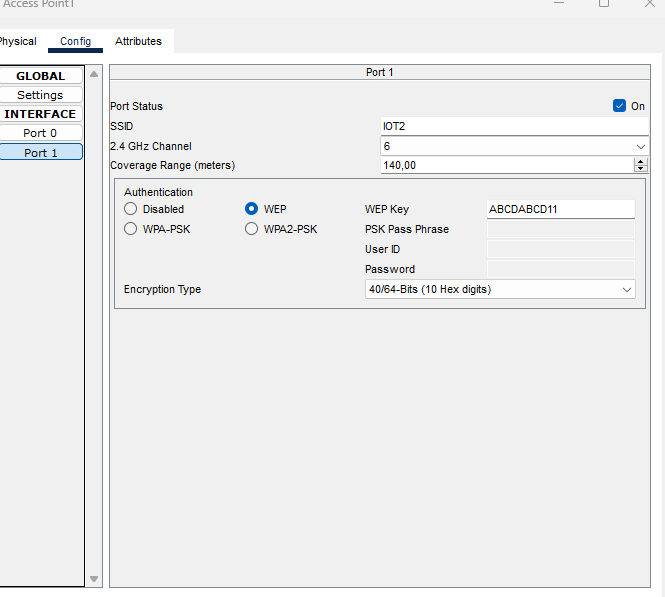 Access Point1
Physical Config Attributes
GLOBAL
Settings
INTERFACE
Port 0
Port 1
Port 1
Port Status On
SSID IOT2
2.4 GHz Channel 6
Coverage Range (meters) 140,00
Authentication
Disabled WEP WEP Key ABCDABCD11
WPA-PSK WPA2-PSK PSK Pass Phrase
User ID
Password
Encryption Type 40/64-Bits (10 Hex digits)